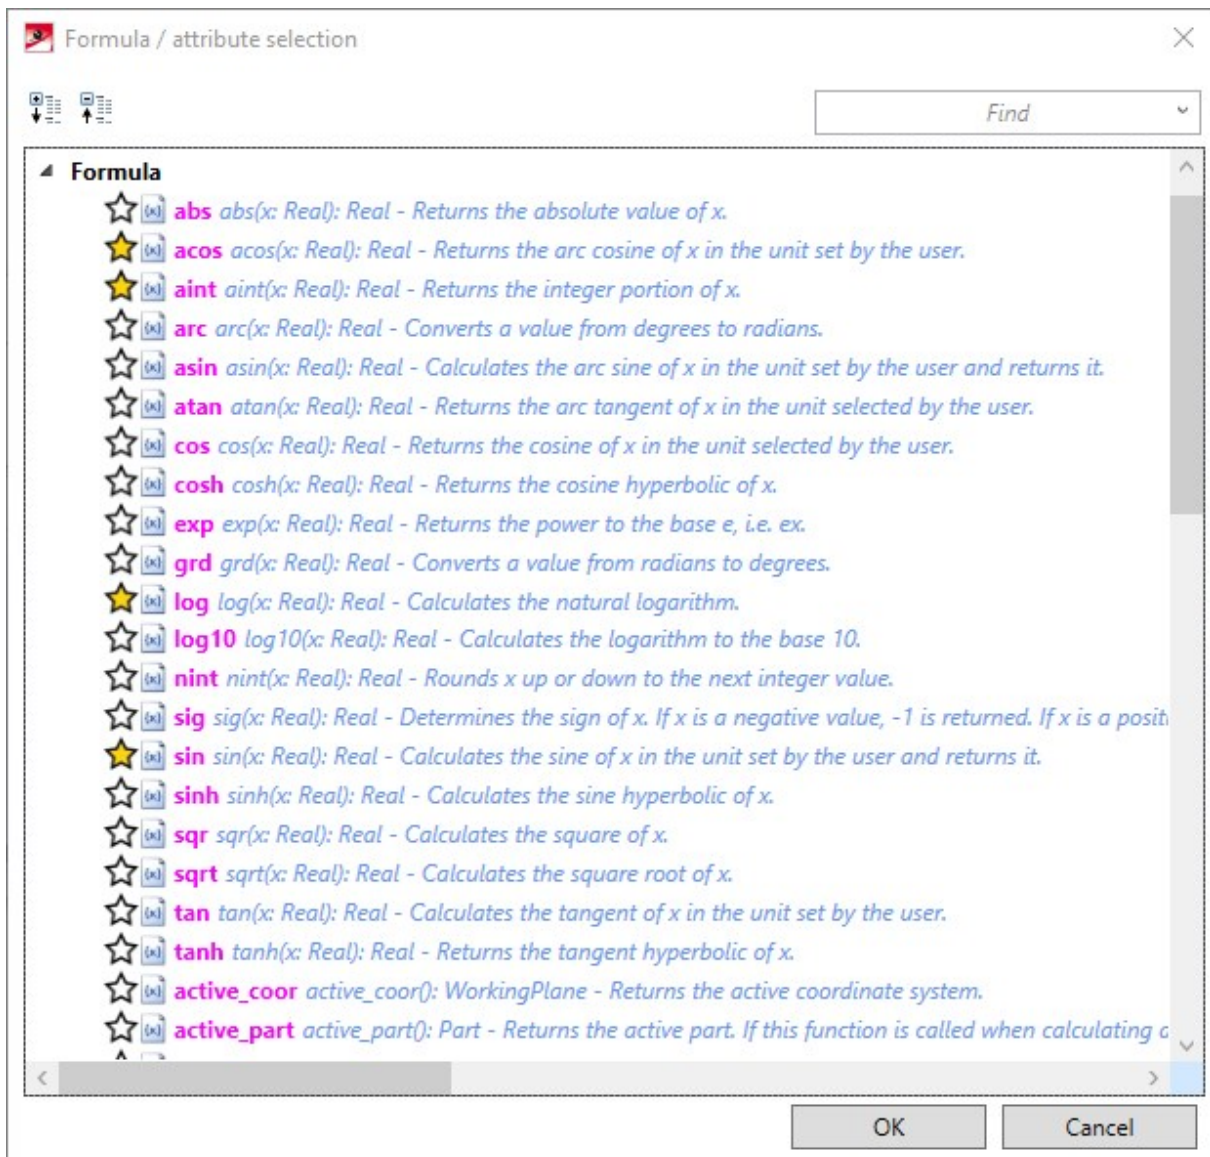 Formula / attribute selection
Find
Formula
abs abs(x: Real): Real - Returns the absolute value of x.
acos acos(x: Real): Real - Returns the arc cosine of x in the unit set by the user.
aint aint(x: Real): Real - Returns the integer portion of x.
arc arc(x: Real): Real - Converts a value from degrees to radians.
asin asin(x: Real): Real - Calculates the arc sine of x in the unit set by the user and returns it.
atan atan(x: Real): Real - Returns the arc tangent of x in the unit selected by the user.
cos cos(x: Real): Real - Returns the cosine of x in the unit selected by the user.
cosh cosh(x: Real): Real - Returns the cosine hyperbolic of x.
exp exp(x: Real): Real - Returns the power to the base e, i.e. ex.
grd grd(x: Real): Real - Converts a value from radians to degrees.
log log(x: Real): Real - Calculates the natural logarithm.
log10 log10(x: Real): Real - Calculates the logarithm to the base 10.
nint nint(x: Real): Real - Rounds x up or down to the next integer value.
sig sig(x: Real): Real - Determines the sign of x. If x is a negative value, -1 is returned. If x is a positi
sin sin(x: Real): Real - Calculates the sine of x in the unit set by the user and returns it.
sinh sinh(x: Real): Real - Calculates the sine hyperbolic of x.
sqr sqr(x: Real): Real - Calculates the square of x.
sqrt sqrt(x: Real): Real - Calculates the square root of x.
tan tan(x: Real): Real - Calculates the tangent of x in the unit set by the user.
tanh tanh(x: Real): Real - Returns the tangent hyperbolic of x.
active_coor active_coor(): WorkingPlane - Returns the active coordinate system.
active_part active_part(): Part - Returns the active part. If this function is called when calculating
OK Cancel